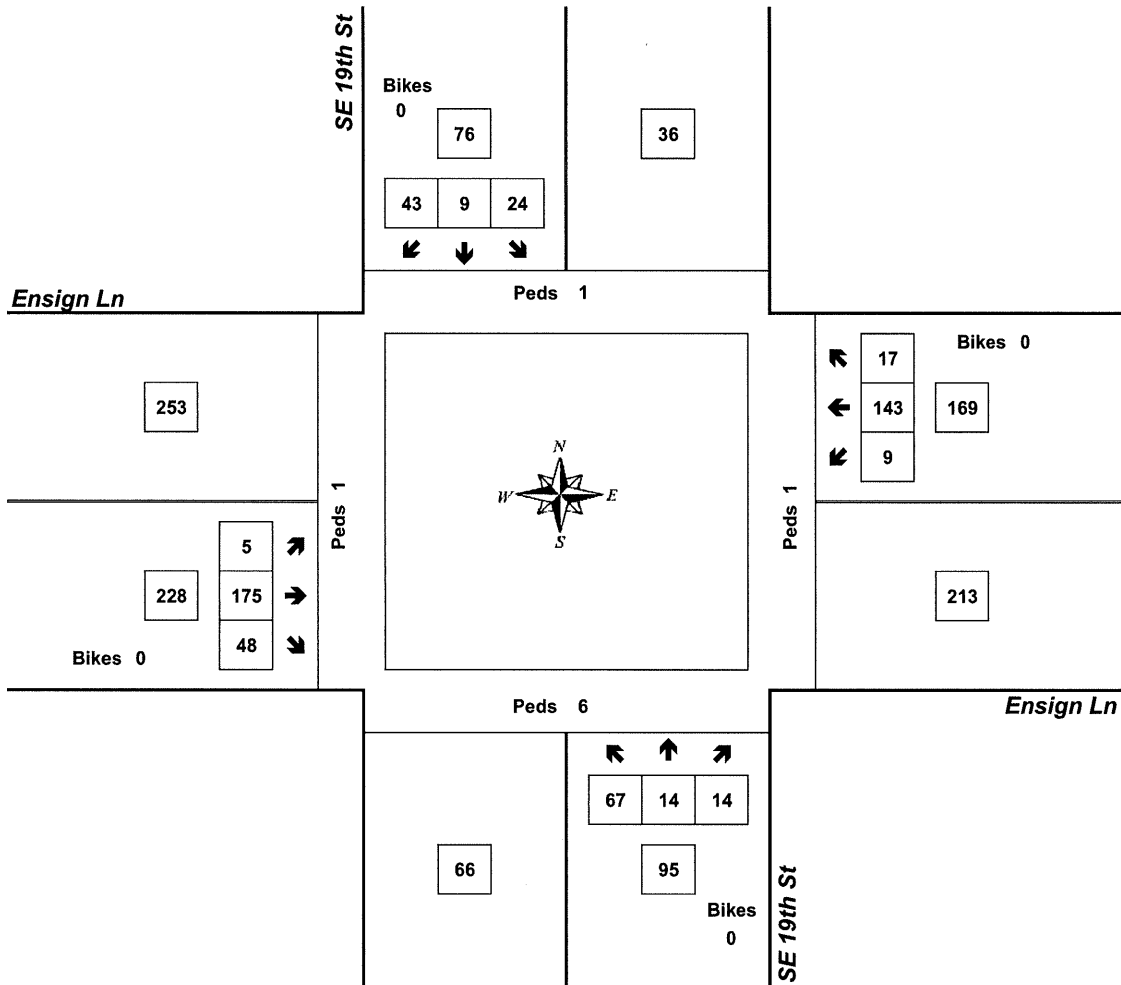 SE 19th St
Bikes
0
76
36
43 9 24
Peds 1
Ensign Ln
17
Bikes 0
253
143
169
9
N
W E
S
Peds 1
Peds 1
5
228
175
213
48
Bikes 0
Peds 6
Ensign Ln
67 14 14
66
95
Bikes
0
SE 19th St